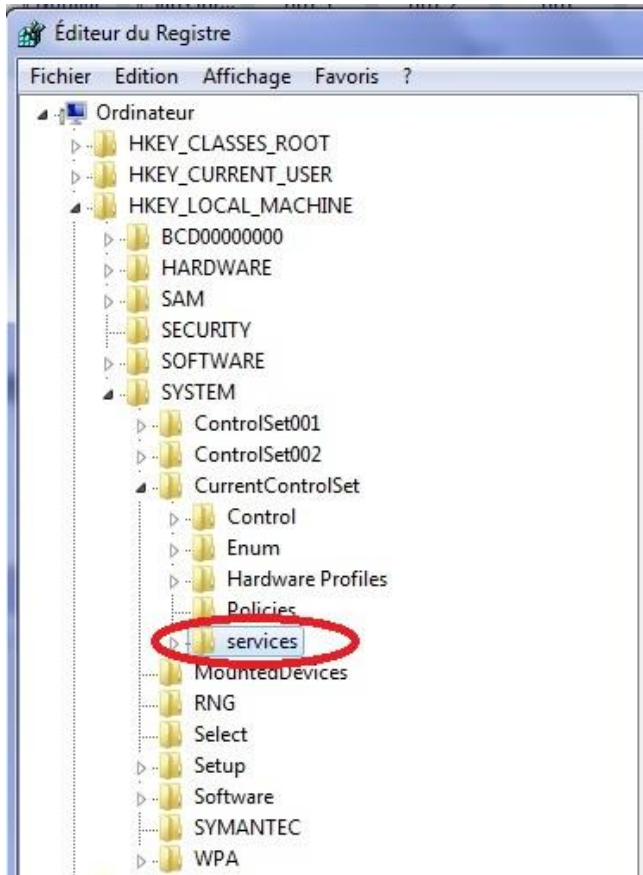 Éditeur du Registre
Fichier Edition Affichage Favoris ?
Ordinateur
HKEY_CLASSES_ROOT
HKEY_CURRENT_USER
HKEY_LOCAL_MACHINE
BCD00000000
HARDWARE
SAM
SECURITY
SOFTWARE
SYSTEM
ControlSet001
ControlSet002
CurrentControlSet
Control
Enum
Hardware Profiles
Policies
services
MountedDevices
RNG
Select
Setup
Software
SYMANTEC
WPA